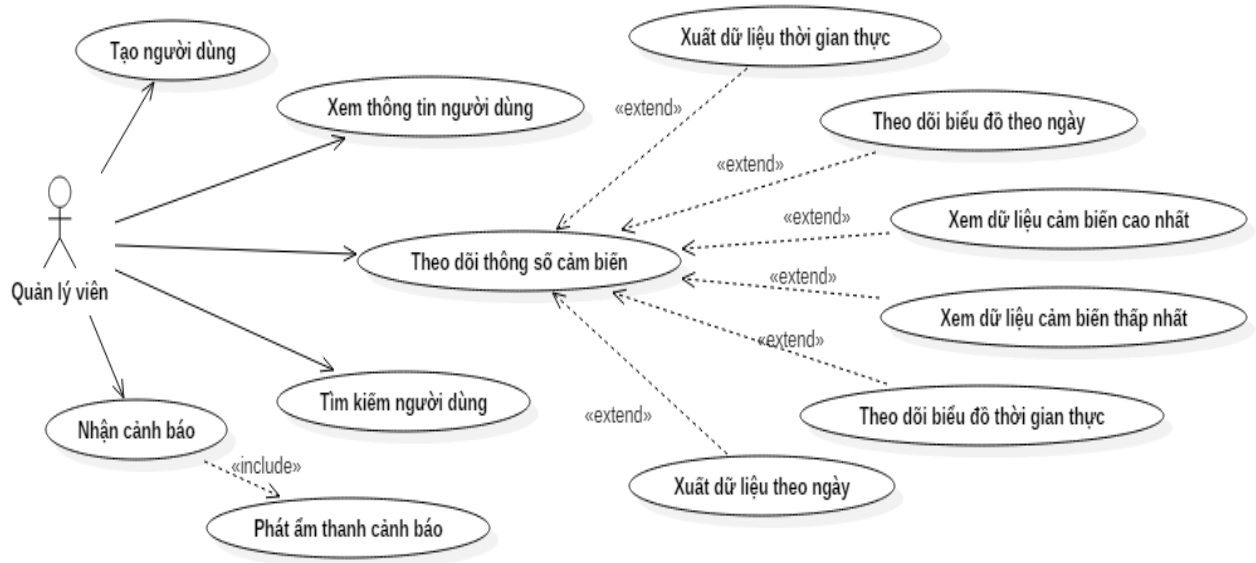 Tạo người dùng
Xuất dữ liệu thời gian thực
Xem thông tin người dùng
«extend»
Theo dõi biểu đồ theo ngày
«extend»
Xem dữ liệu cảm biến cao nhất
«extend»
Theo dõi thông số cảm biến
«extend»
Quản lý viên
Xem dữ liệu cảm biến thấp nhất
«extend»
Tìm kiếm người dùng
«extend»
Theo dõi biểu đồ thời gian thực
Nhận cảnh báo
«include»
Xuất dữ liệu theo ngày
Phát ẩm thanh cảnh báo